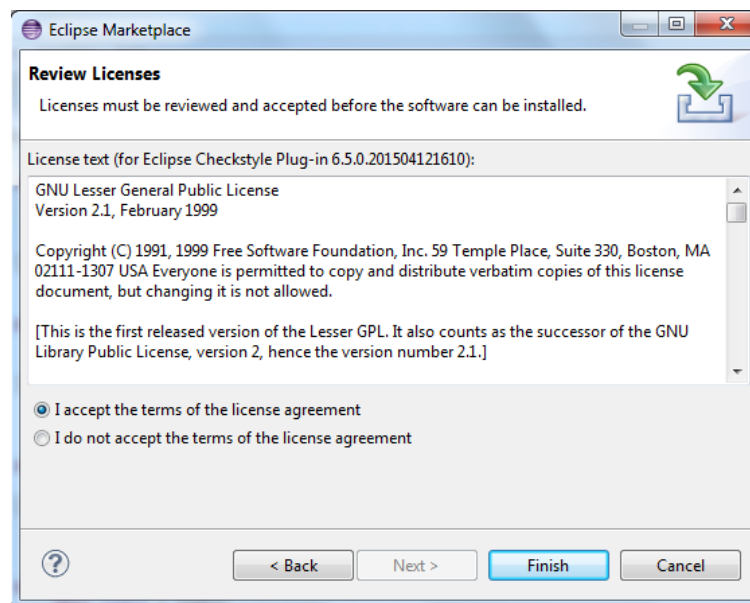 Eclipse Marketplace
Review Licenses
Licenses must be reviewed and accepted before the software can be installed.
License text (for Eclipse Checkstyle Plug-in 6.5.0.201504121610):
GNU Lesser General Public License
Version 2.1, February 1999
Copyright (C) 1991, 1999 Free Software Foundation, Inc. 59 Temple Place, Suite 330, Boston, MA
02111-1307 USA Everyone is permitted to copy and distribute verbatim copies of this license
document, but changing it is not allowed.
[This is the first released version of the Lesser GPL. It also counts as the successor of the GNU
Library Public License, version 2, hence the version number 2.1.]
I accept the terms of the license agreement
I do not accept the terms of the license agreement
? < Back Next > Finish Cancel